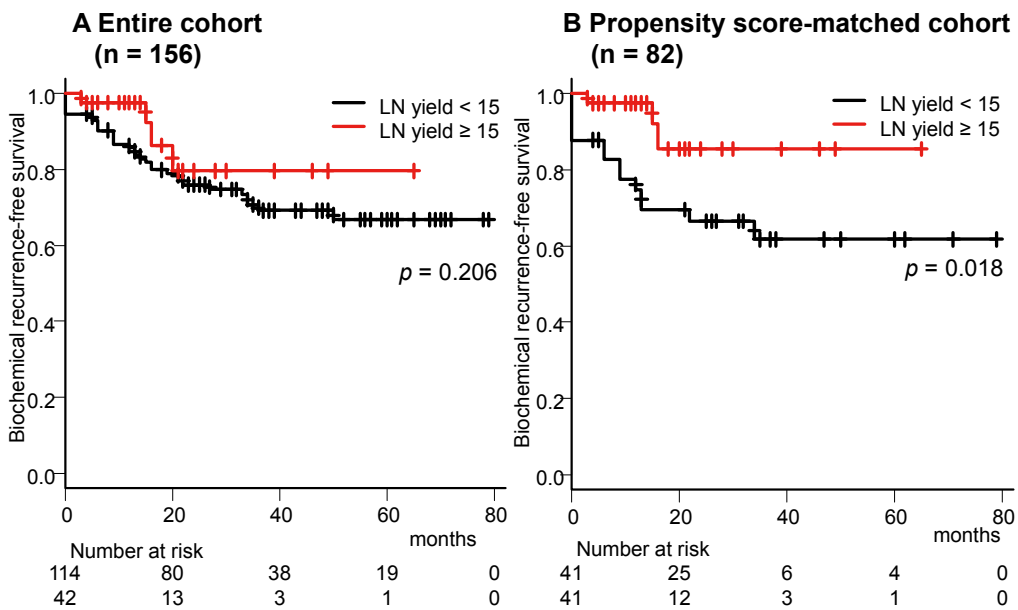 A Entire cohort
(n = 156)
Biochemical recurrence-free survival
1.0
0.8
0.6
0.4
0.2
0.0
LN yield < 15
LN yield ≥ 15
p = 0.206
0 20 40 60 80
months
Number at risk
114 80 38 19 0
42 13 3 1 0
B Propensity score-matched cohort
(n = 82)
Biochemical recurrence-free survival
1.0
0.8
0.6
0.4
0.2
0.0
LN yield < 15
LN yield ≥ 15
p = 0.018
0 20 40 60 80
months
Number at risk
41 25 6 4 0
41 12 3 1 0